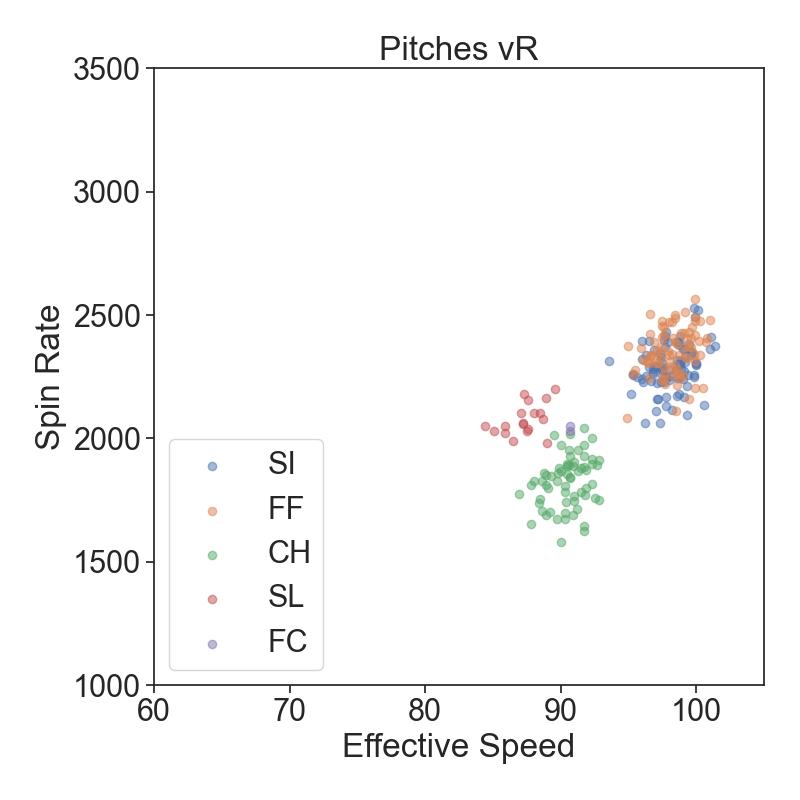 Pitches vR
3500
3000
2500
2000
1500
1000
Spin Rate
SI
FF
CH
SL
FC
60 70 80 90 100
Effective Speed